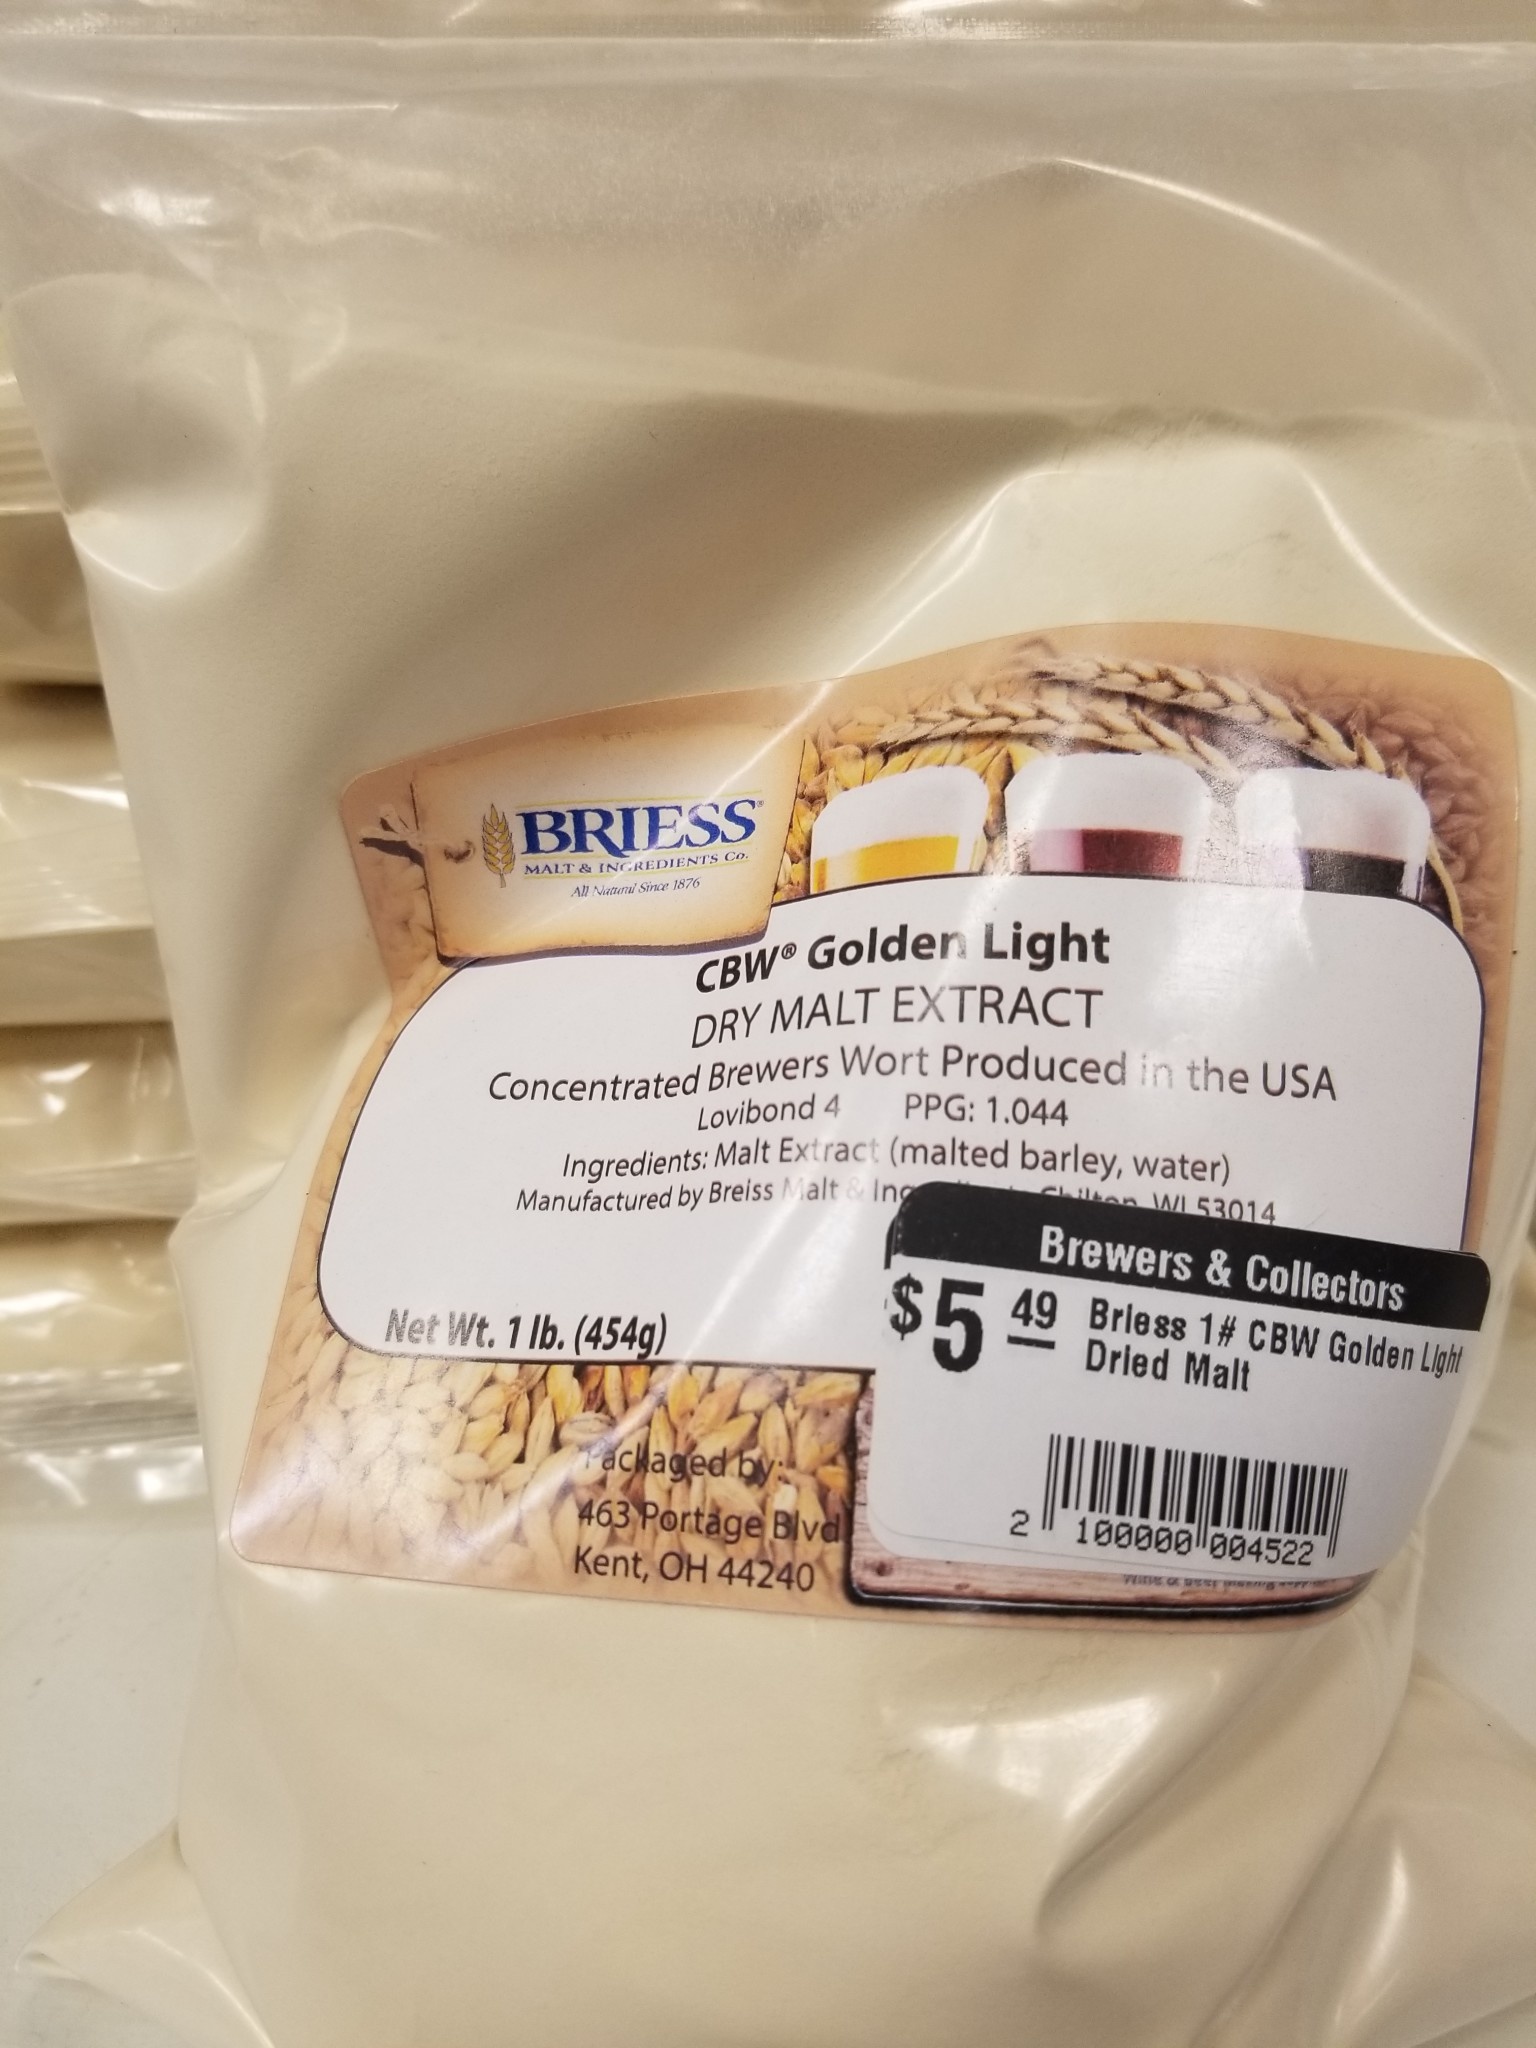 BRIESS®
MALT & INGREDIENTS Co.
All Natural Since 1876
CBW® Golden Light
DRY MALT EXTRACT
Concentrated Brewers Wort Produced in the USA
Lovibond 4 PPG: 1.044
Ingredients: Malt Extract (malted barley, water)
Manufactured by Breiss Malt & Chilton, WI 53014
Net Wt. 1 lb. (454g)
Brewers & Collectors
$5 49
Briess 1# CBW Golden Light
Dried Malt
2 100000 004522
Packaged by:
463 Portage Blvd
Kent, OH 44240